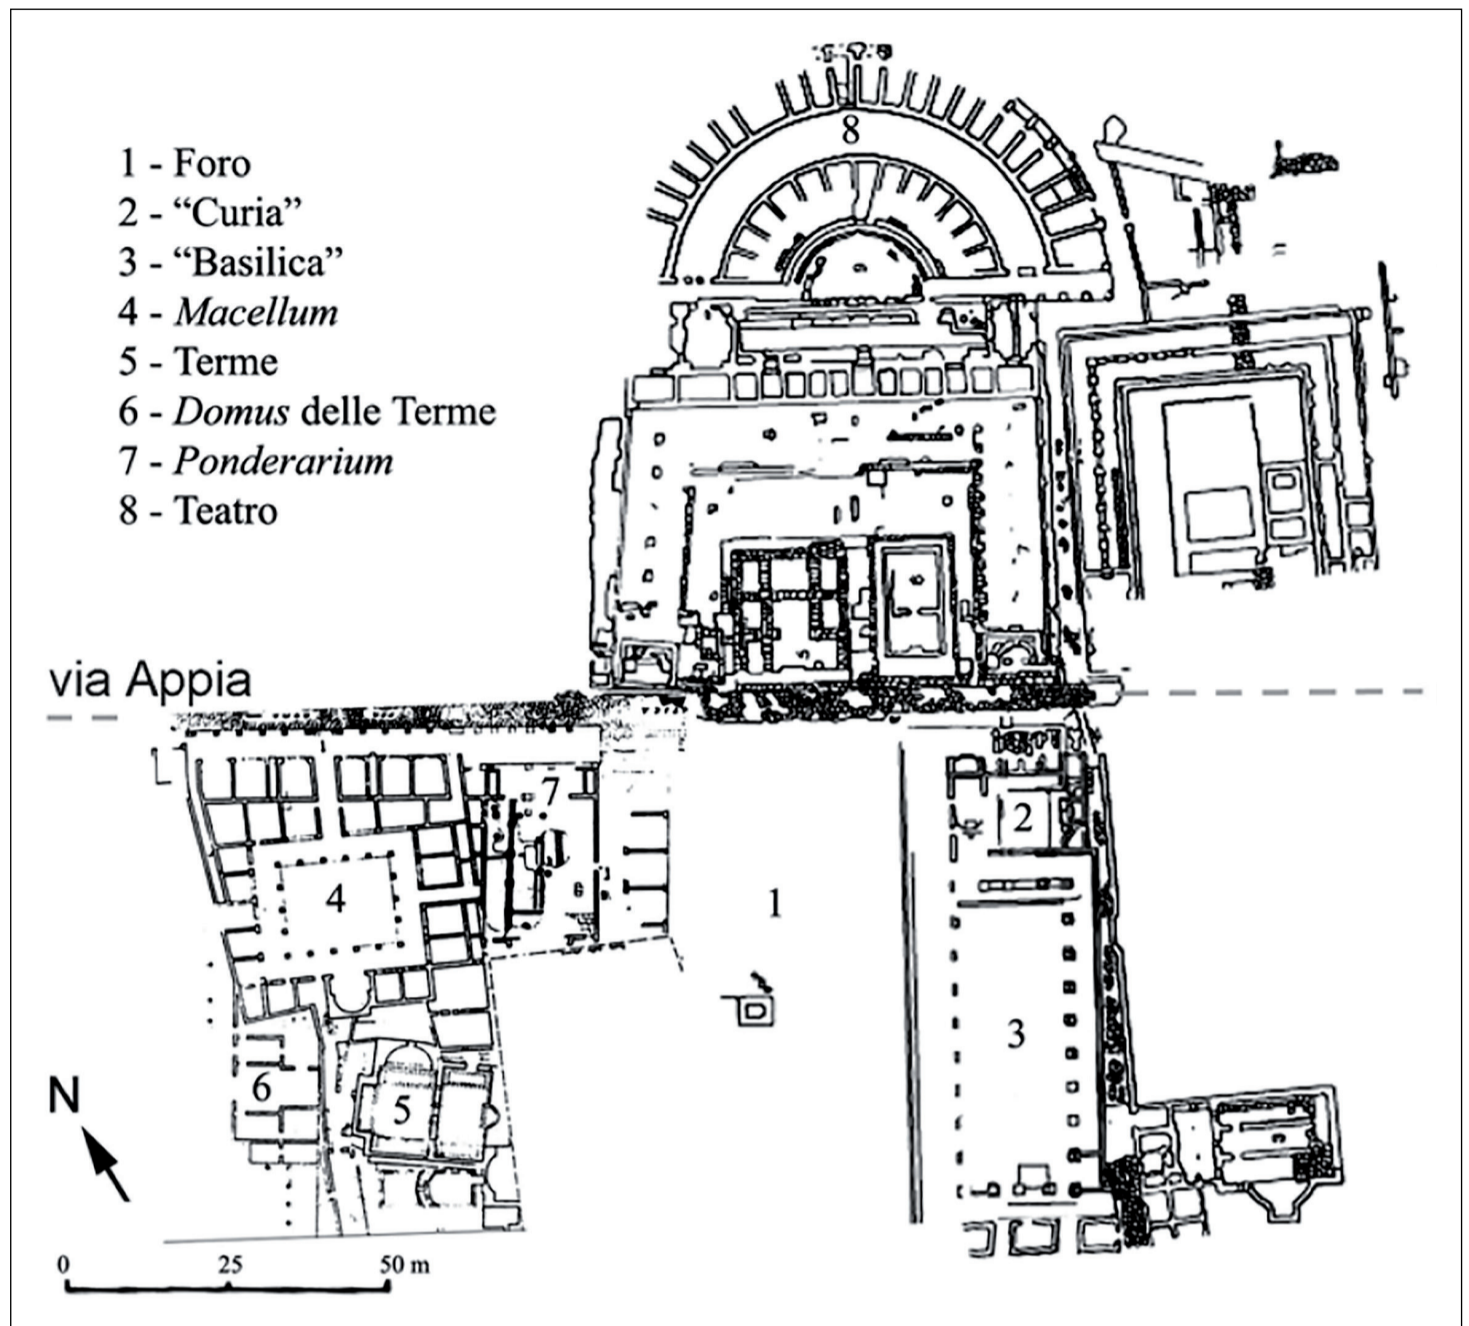 1 - Foro
2 - “Curia”
3 - “Basilica”
4 - Macellum
5 - Terme
6 - Domus delle Terme
7 - Ponderarium
8 - Teatro
8
via Appia
7
2
4
1
3
6
5
N
0 25 50 m